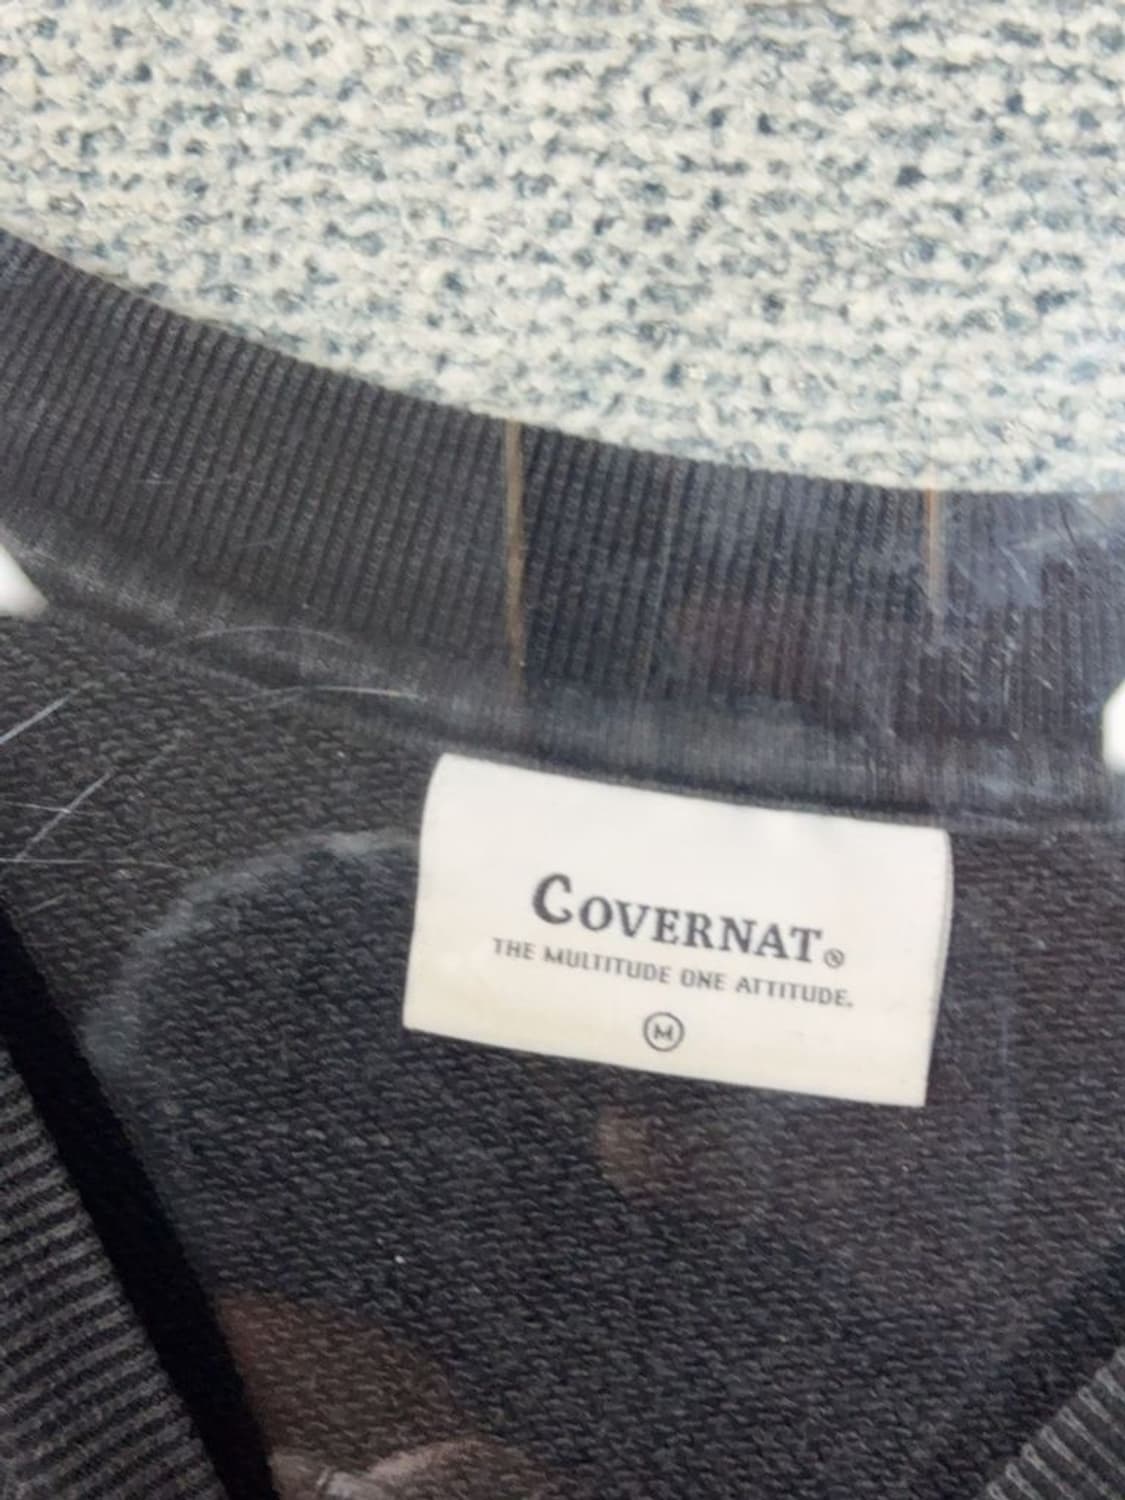 COVERNAT®
THE MULTITUDE ONE ATTITUDE.
M